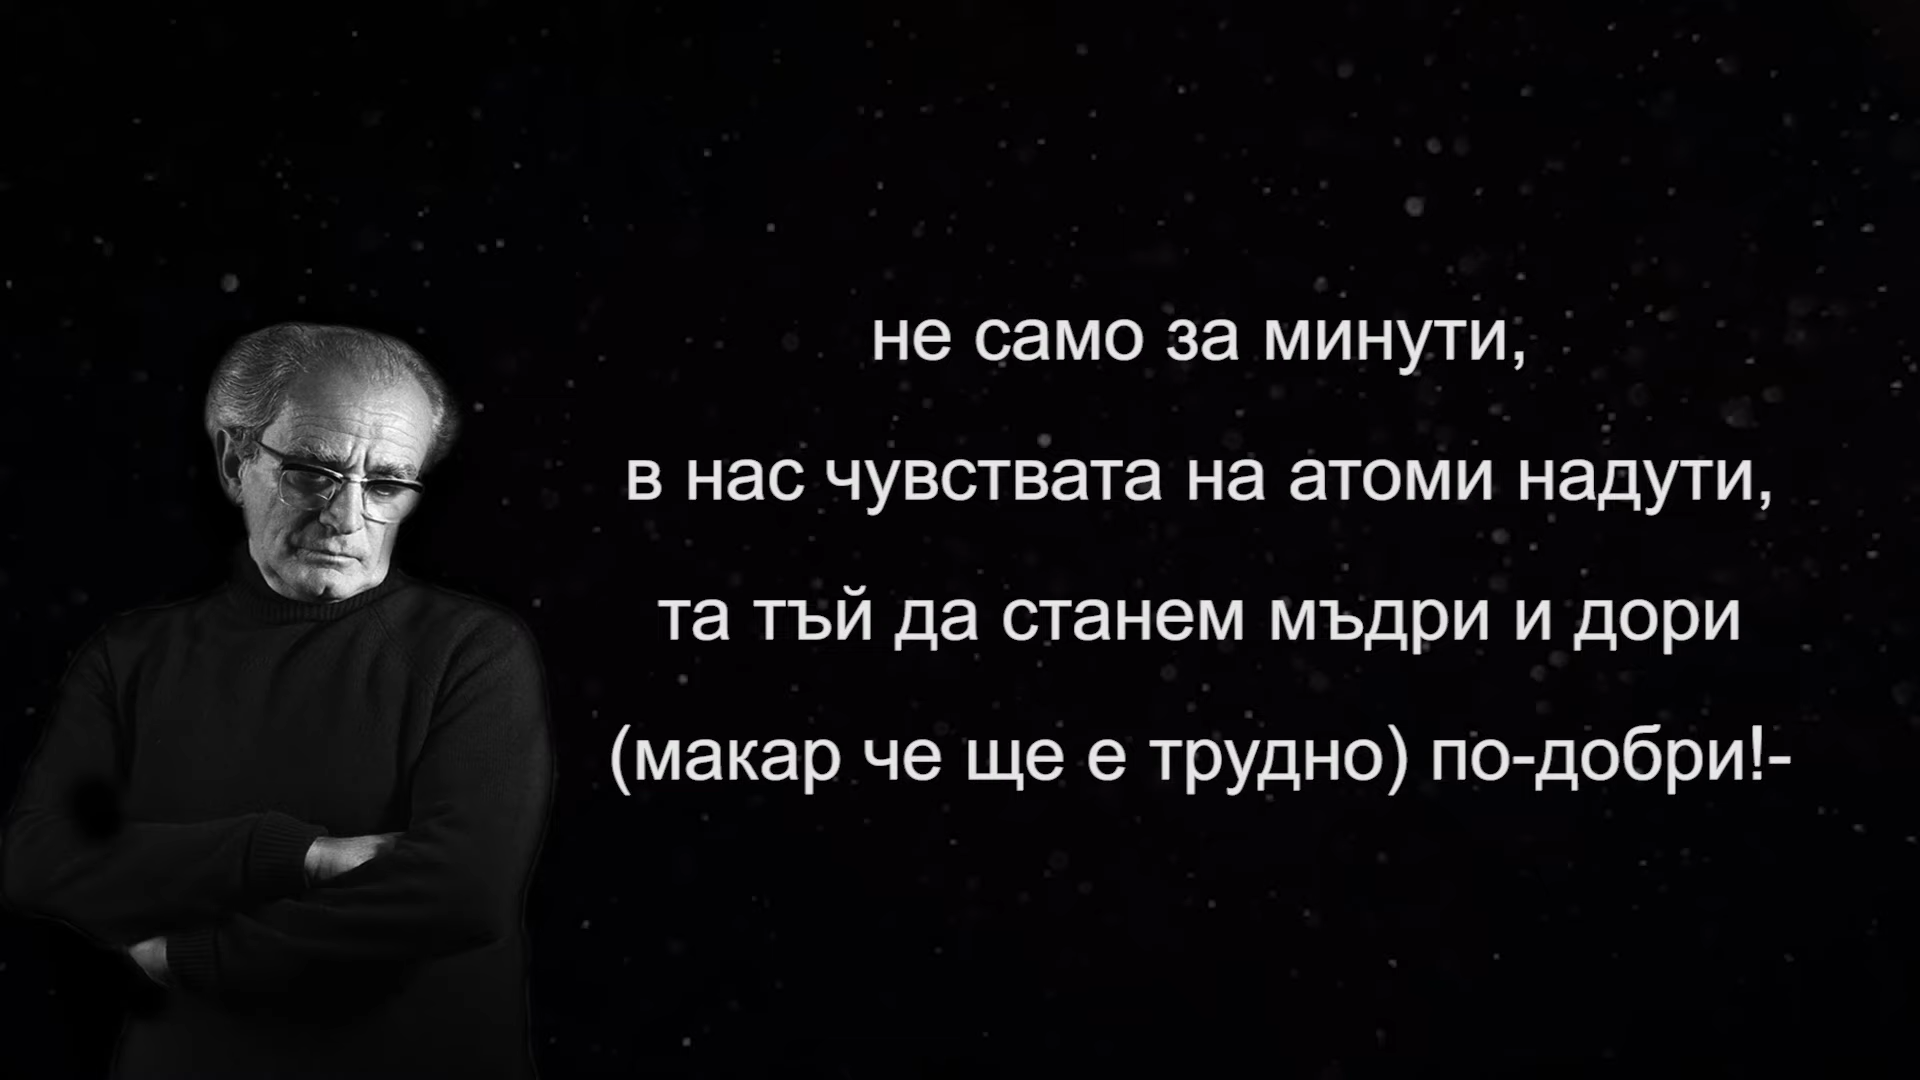 не само за минути,
в нас чувствата на атоми надути,
та тъй да станем мъдри и дори
(макар че ще е трудно) по-добри!-